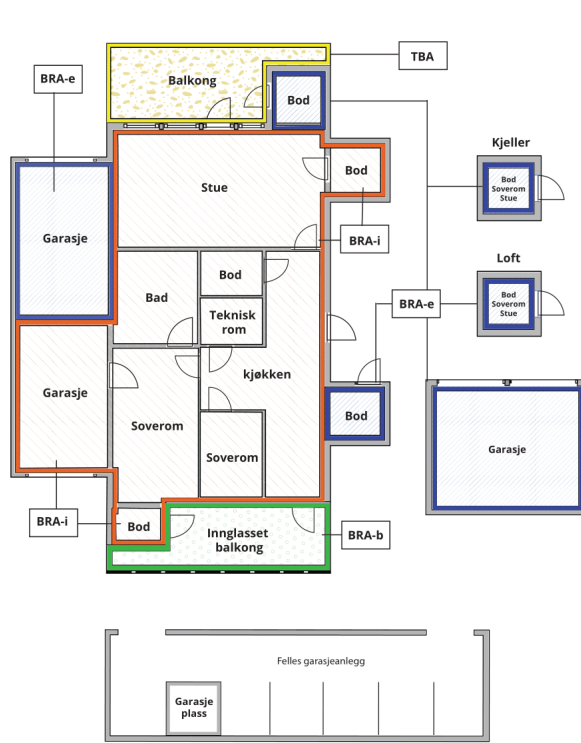 TBA
BRA-e
Balkong
Bod
Kjeller
Bod
Soverom
Stue
Stue
Bod
Garasje
BRA-i
Loft
Bod
Bad
Teknisk
rom
BRA-e
Bod
Soverom
Stue
kjøkken
Garasje
Bod
Soverom
Soverom
Garasje
BRA-i
Bod
Innglasset
balkong
BRA-b
Felles garasjeanlegg
Garasje
plass